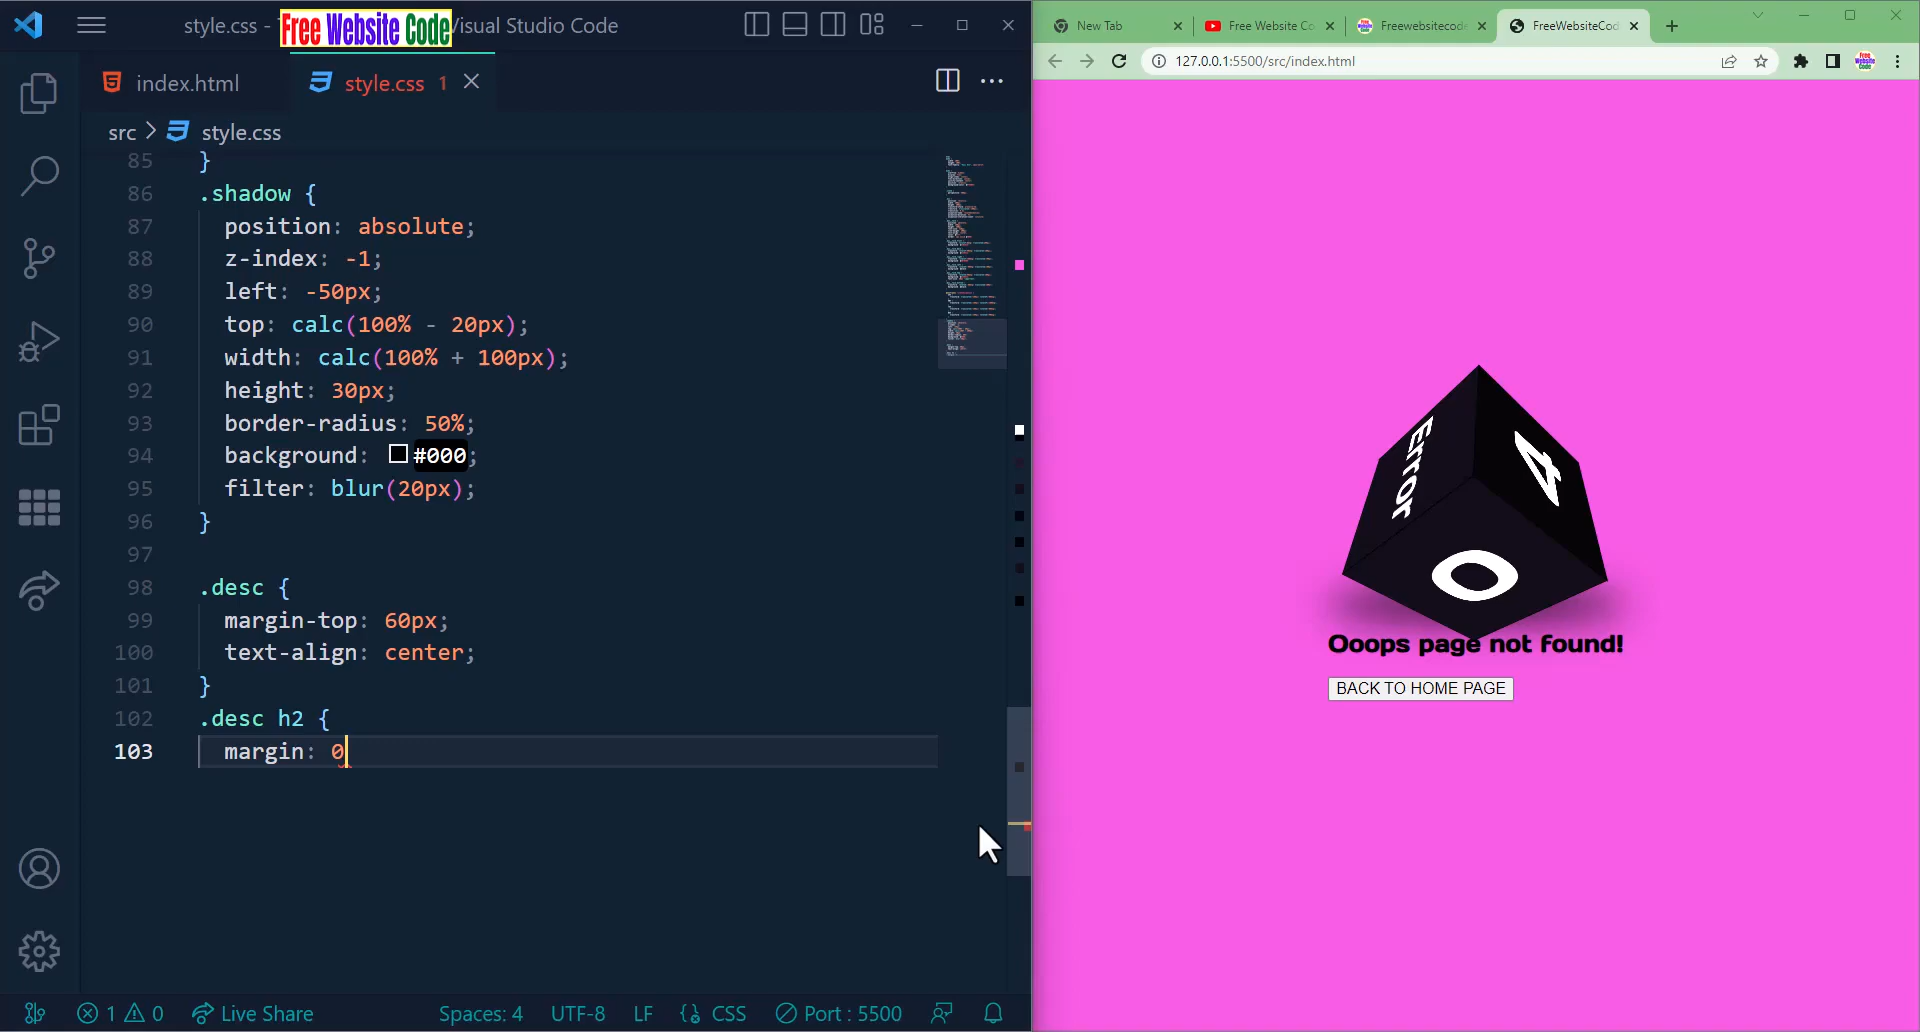 style.css -
Free Website Code
Visual Studio Code
index.html
style.css 1
src > style.css
85 }
86 .shadow {
87 position: absolute;
88 z-index: -1;
89 left: -50px;
90 top: calc(100% - 20px);
91 width: calc(100% + 100px);
92 height: 30px;
93 border-radius: 50%;
94 background: #000;
95 filter: blur(20px);
96 }
97
98 .desc {
99 margin-top: 60px;
100 text-align: center;
101 }
102 .desc h2 {
103 margin: 0
1 0 Live Share Spaces: 4 UTF-8 LF CSS Port : 5500
New Tab
Free Website Co
Freewebsitecode
FreeWebsiteCod
127.0.0.1:5500/src/index.html
Error
4
O
Ooops page not found!
BACK TO HOME PAGE